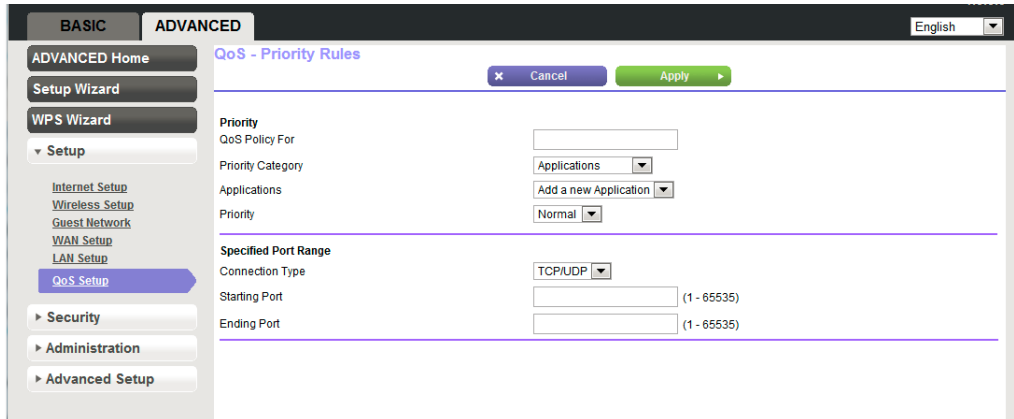 BASIC
ADVANCED
English
ADVANCED Home
Setup Wizard
WPS Wizard
Setup
Internet Setup
Wireless Setup
Guest Network
WAN Setup
LAN Setup
QoS Setup
Security
Administration
Advanced Setup
QoS - Priority Rules
Cancel
Apply
Priority
QoS Policy For
Priority Category
Applications
Applications
Add a new Application
Priority
Normal
Specified Port Range
Connection Type
TCP/UDP
Starting Port
(1 - 65535)
Ending Port
(1 - 65535)